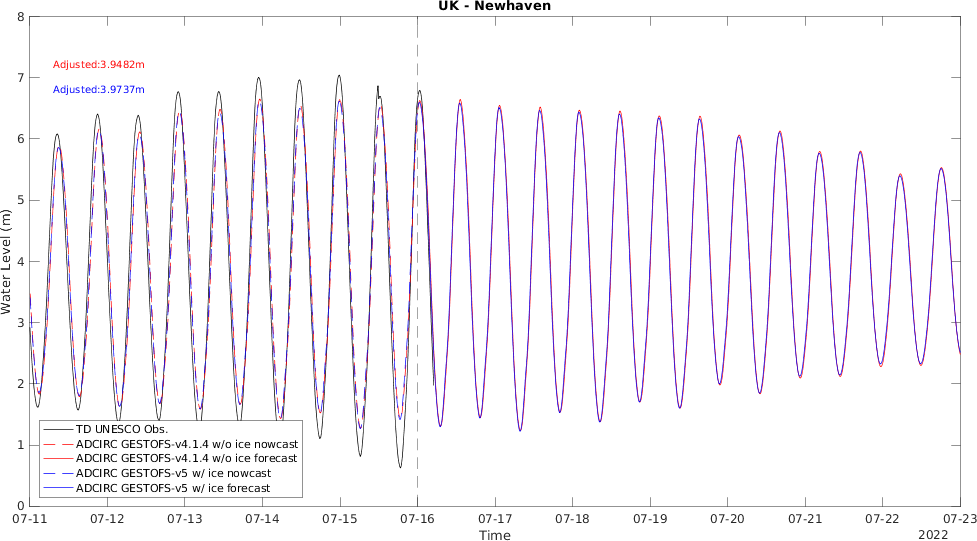 UK - Newhaven
8
7
6
5
4
3
2
1
0
Water Level (m)
Adjusted:3.9482m
Adjusted:3.9737m
TD UNESCO Obs.
ADCIRC GESTOFS-v4.1.4 w/o ice nowcast
ADCIRC GESTOFS-v4.1.4 w/o ice forecast
ADCIRC GESTOFS-v5 w/ ice nowcast
ADCIRC GESTOFS-v5 w/ ice forecast
07-11 07-12 07-13 07-14 07-15 07-16 07-17 07-18 07-19 07-20 07-21 07-22 07-23
Time
2022